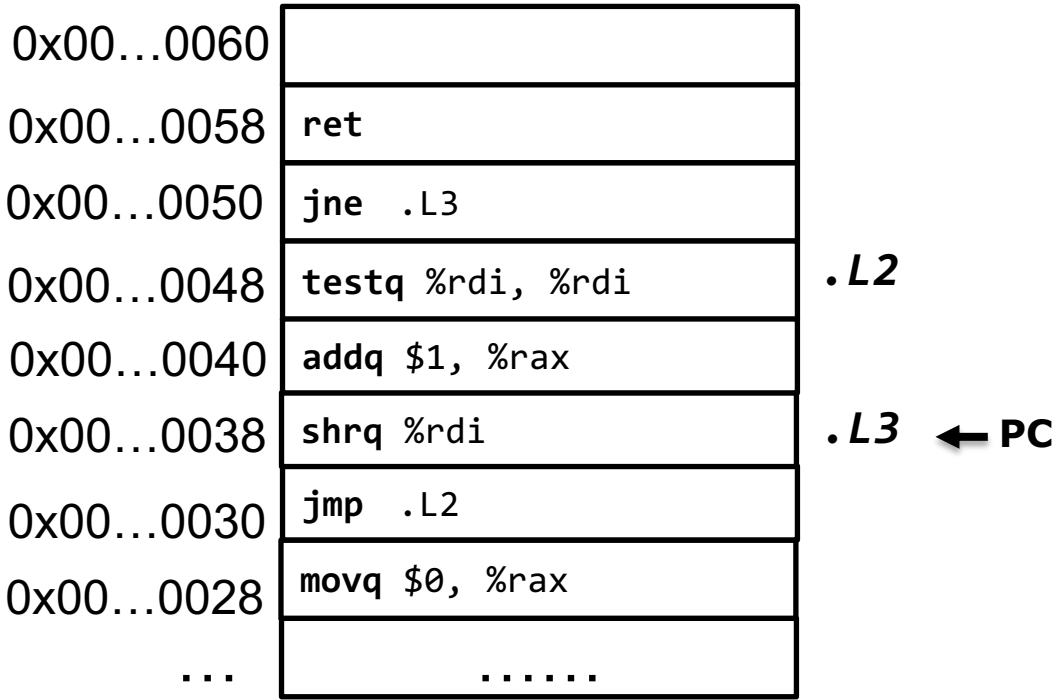 0x00…0060
0x00…0058 ret
0x00…0050 jne .L3
0x00…0048 testq %rdi, %rdi .L2
0x00…0040 addq $1, %rax
0x00…0038 shrq %rdi .L3 PC
0x00…0030 jmp .L2
0x00…0028 movq $0, %rax
... ......